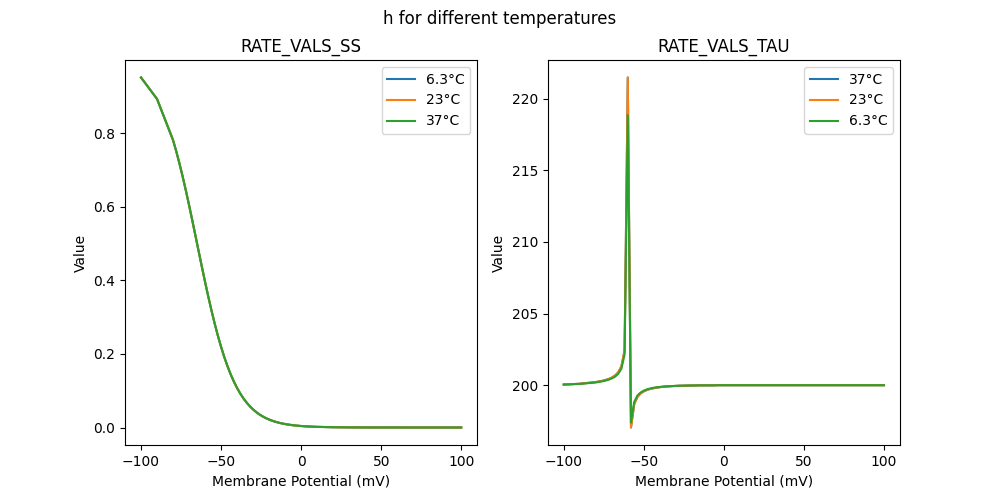 h for different temperatures
RATE_VALS_SS
Value
0.8
0.6
0.4
0.2
0.0
6.3°C
23°C
37°C
−100
−50
0
50
100
Membrane Potential (mV)
RATE_VALS_TAU
Value
220
215
210
205
200
37°C
23°C
6.3°C
−100
−50
0
50
100
Membrane Potential (mV)